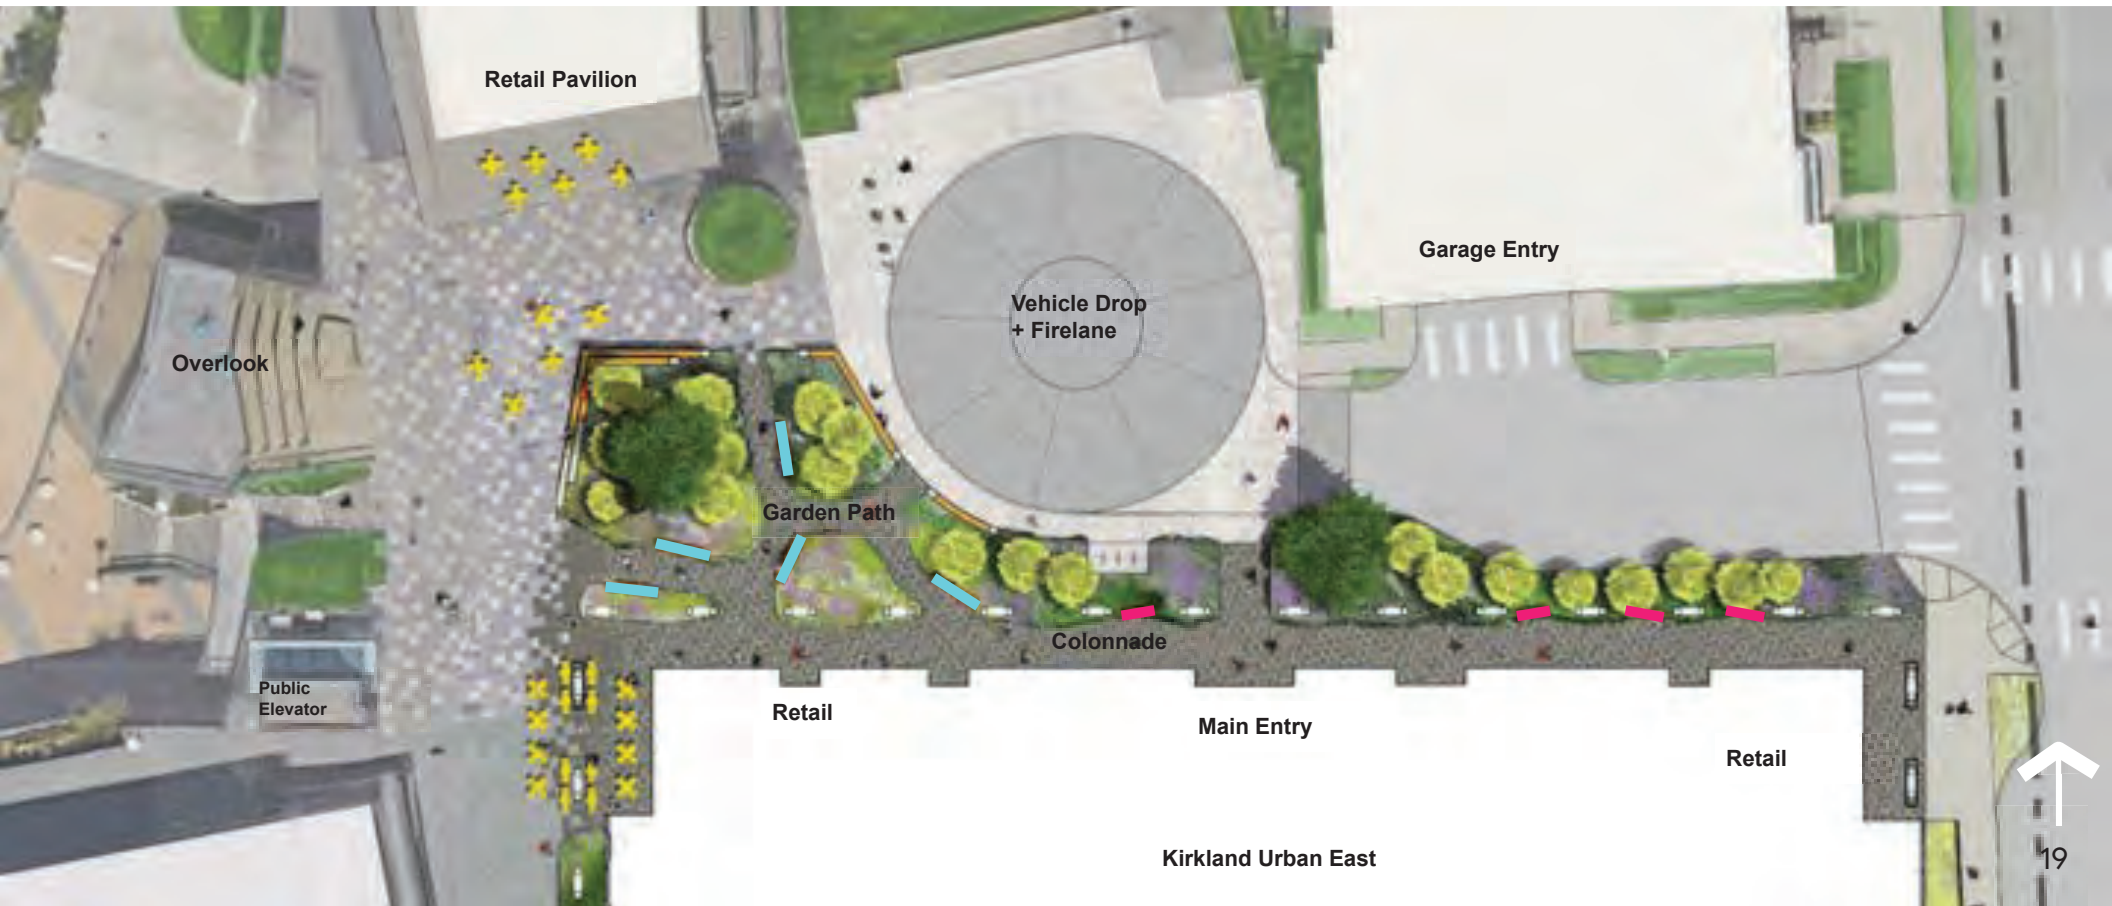 Retail Pavilion
Garage Entry
Vehicle Drop
+ Firelane
Overlook
Garden Path
Colonnade
Public
Elevator
Retail
Main Entry
Retail
Kirkland Urban East
19